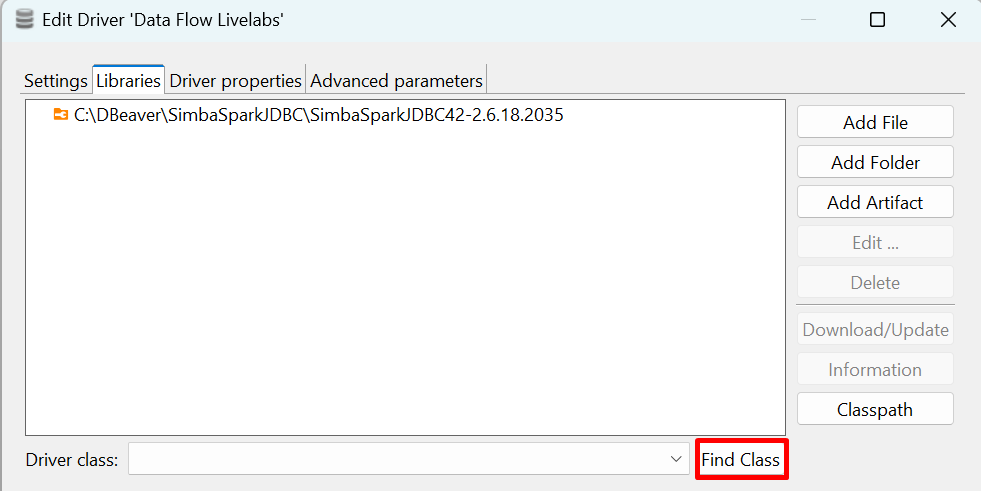 Edit Driver 'Data Flow Livelabs'
Settings Libraries Driver properties Advanced parameters
C:\DBeaver\SimbaSparkJDBC\SimbaSparkJDBC42-2.6.18.2035
Add File
Add Folder
Add Artifact
Edit ...
Delete
Download/Update
Information
Classpath
Driver class: Find Class